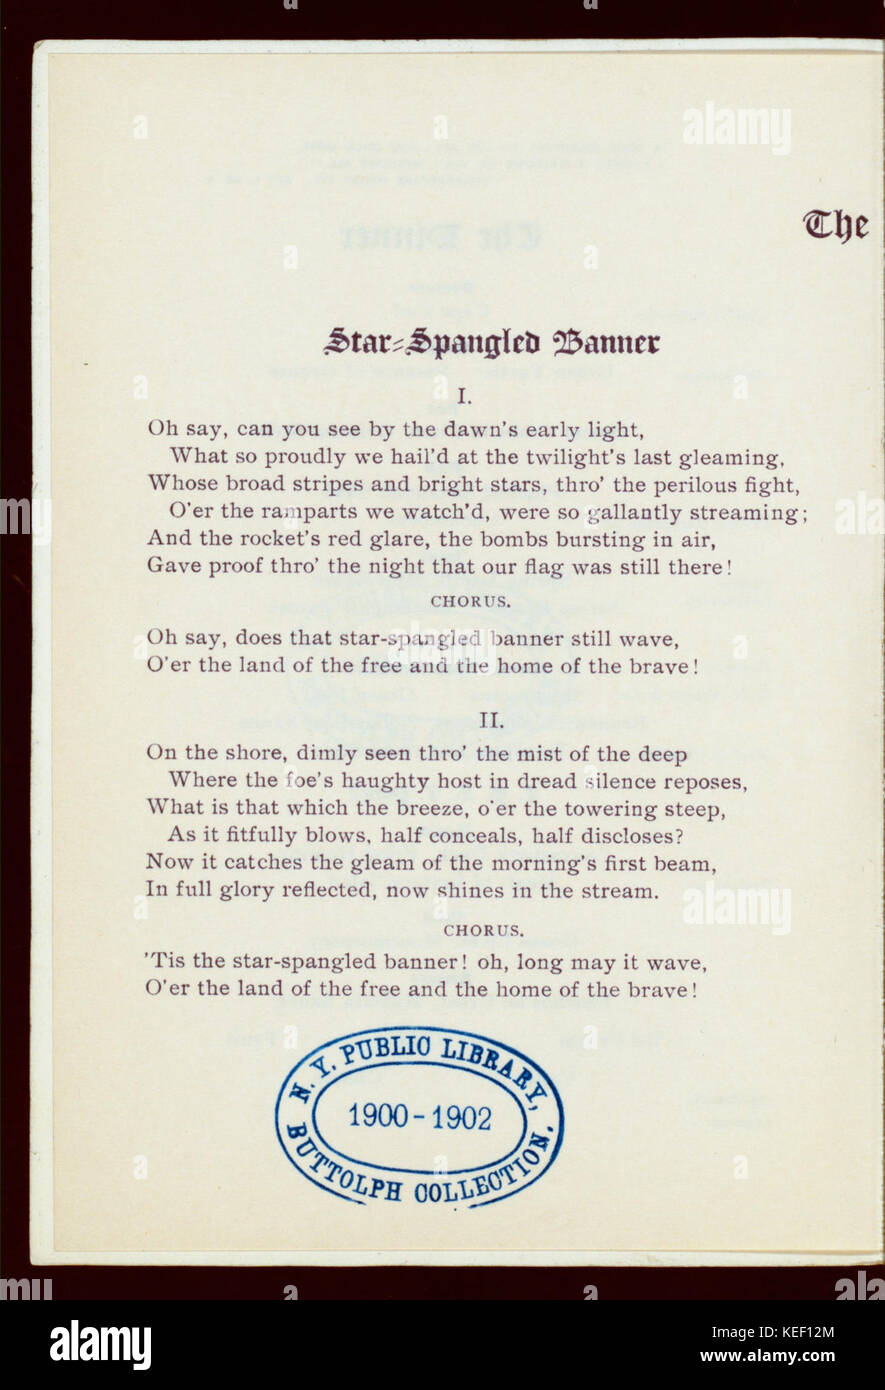 The
Star-Spangled Banner
I.
Oh say, can you see by the dawn's early light,
What so proudly we hail'd at the twilight's last gleaming,
Whose broad stripes and bright stars, thro' the perilous fight,
O'er the ramparts we watch'd, were so gallantly streaming;
And the rocket's red glare, the bombs bursting in air,
Gave proof thro' the night that our flag was still there!
CHORUS.
Oh say, does that star-spangled banner still wave,
O'er the land of the free and the home of the brave!
II.
On the shore, dimly seen thro' the mist of the deep
Where the foe's haughty host in dread silence reposes,
What is that which the breeze, o'er the towering steep,
As it fitfully blows, half conceals, half discloses?
Now it catches the gleam of the morning's first beam,
In full glory reflected, now shines in the stream.
CHORUS.
'Tis the star-spangled banner! oh, long may it wave,
O'er the land of the free and the home of the brave!
N. Y. PUBLIC LIBRARY,
1900-1902
BUTTOLPH COLLECTION.
alamy
alamy
alamy
alamy
Image ID: KEF12M
www.alamy.com